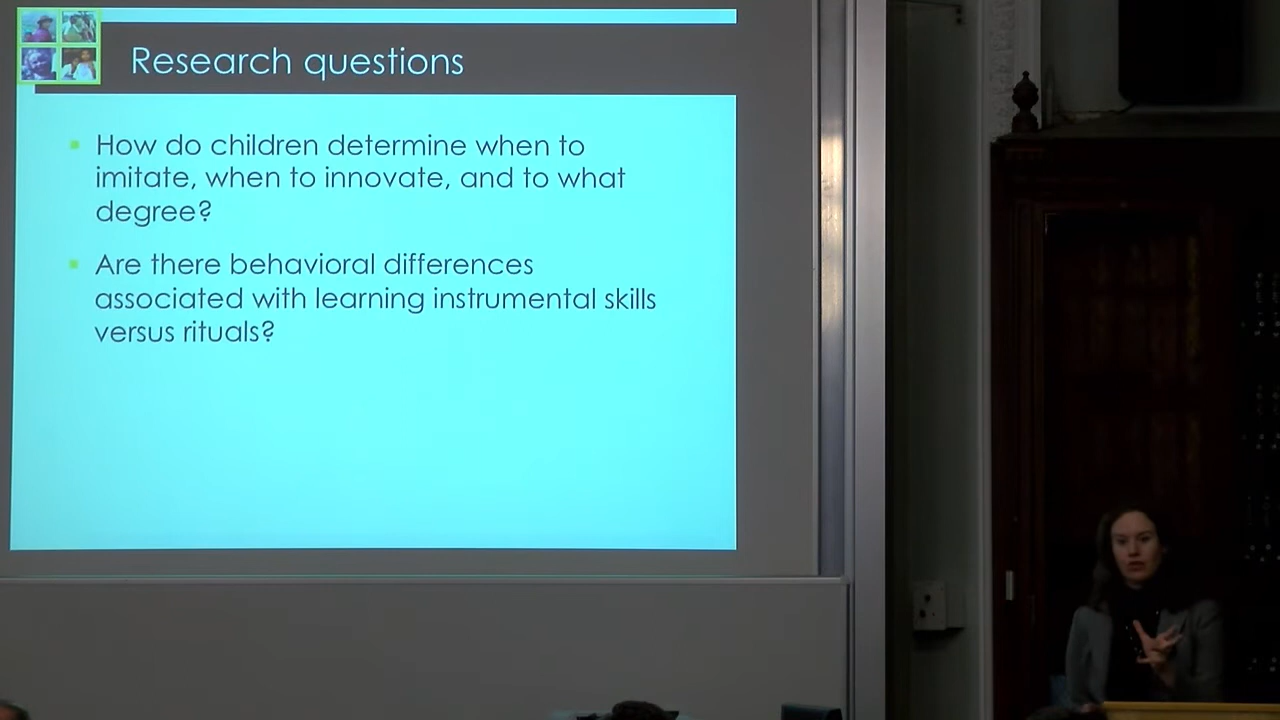 Research questions
How do children determine when to
imitate, when to innovate, and to what
degree?
Are there behavioral differences
associated with learning instrumental skills
versus rituals?